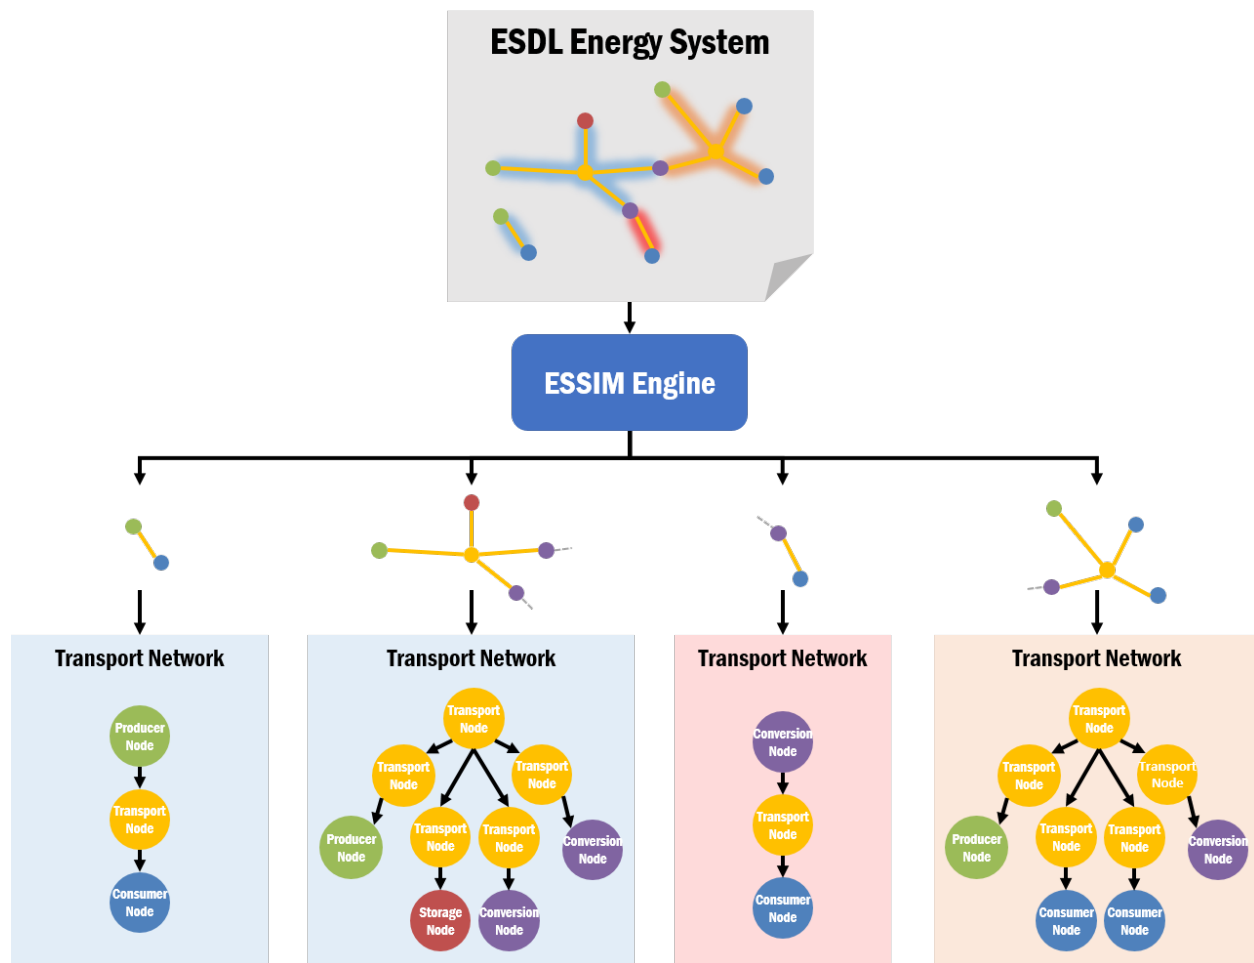 ESDL Energy System
ESSIM Engine
Transport Network
Producer
Node
Transport
Node
Consumer
Node
Transport Network
Transport
Node
Transport
Node
Transport
Node
Producer
Node
Transport
Node
Transport
Node
Conversion
Node
Storage
Node
Conversion
Node
Transport Network
Conversion
Node
Transport
Node
Consumer
Node
Transport Network
Transport
Node
Transport
Node
Transport
Node
Producer
Node
Transport
Node
Transport
Node
Conversion
Node
Consumer
Node
Consumer
Node